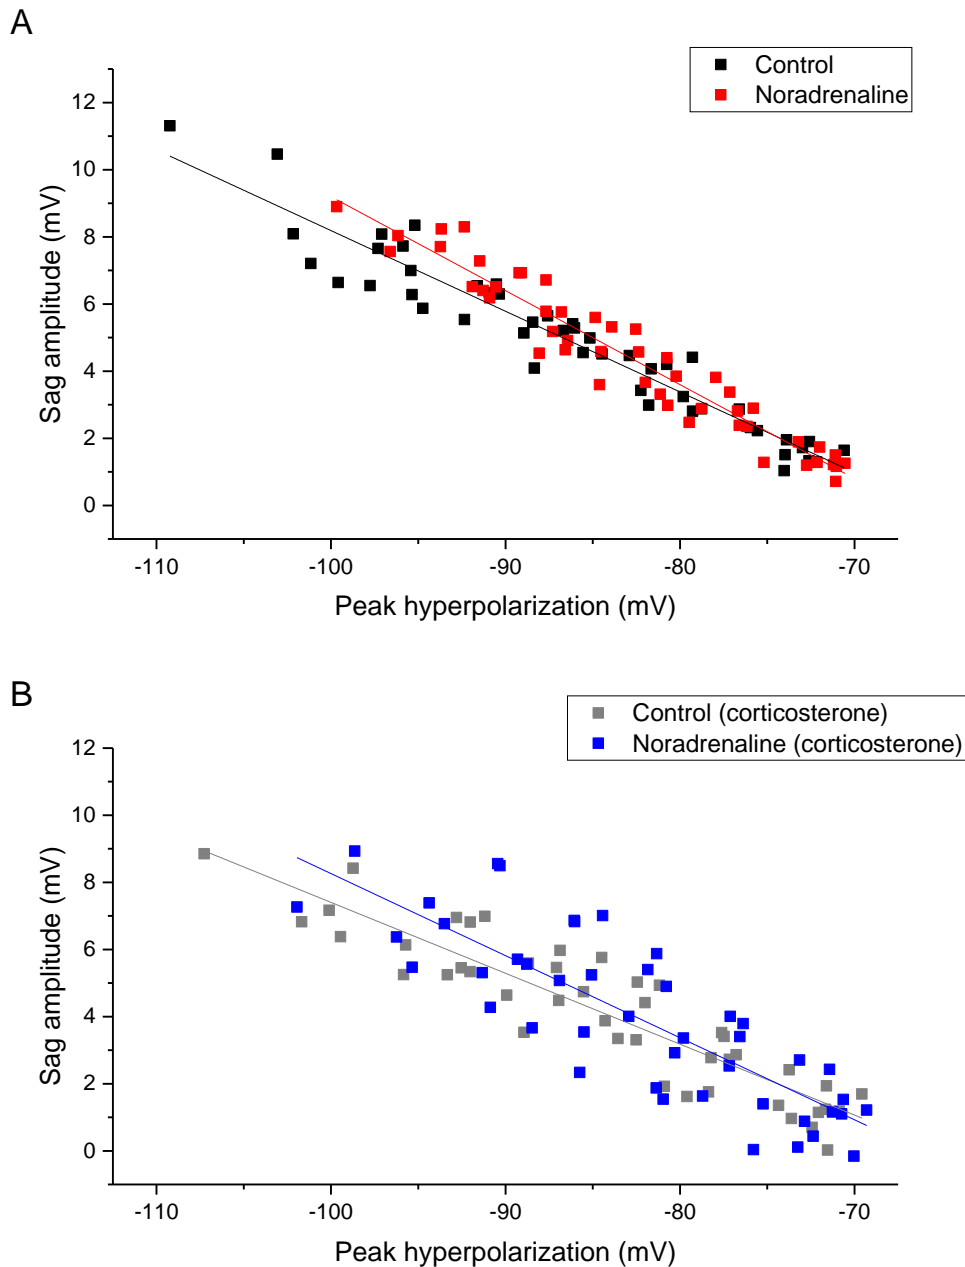 A
Control
Noradrenaline
12
10
8
6
4
2
0
Sag amplitude (mV)
-110
-100
-90
-80
-70
Peak hyperpolarization (mV)
B
Control (corticosterone)
Noradrenaline (corticosterone)
12
10
8
6
4
2
0
Sag amplitude (mV)
-110
-100
-90
-80
-70
Peak hyperpolarization (mV)